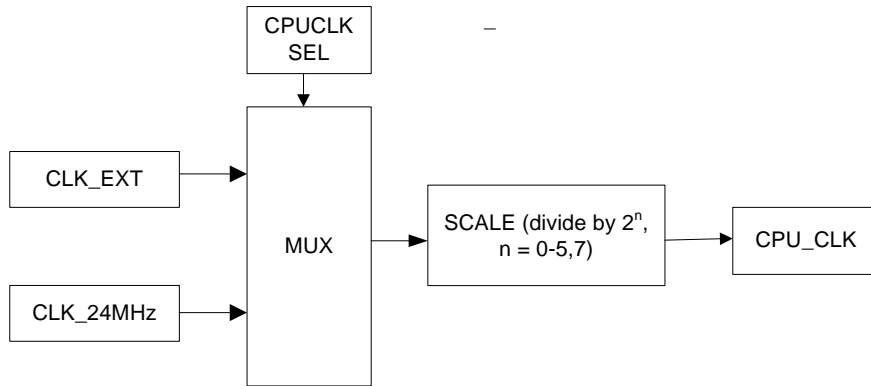 CPUCLK
SEL
–
CLK_EXT
MUX
SCALE (divide by 2ⁿ,
n = 0-5,7)
CPU_CLK
CLK_24MHz